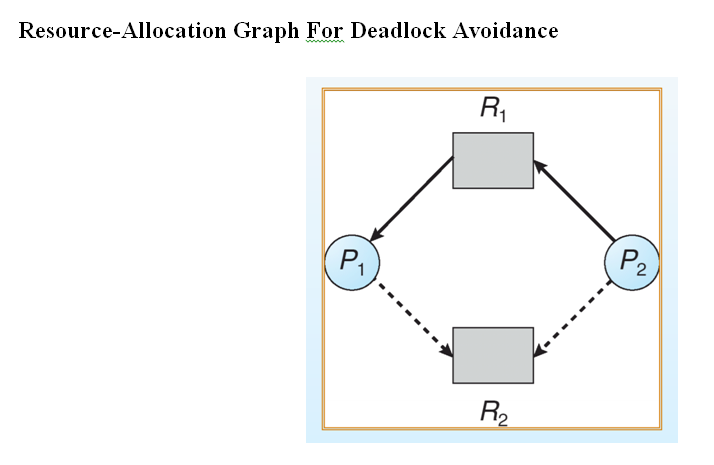 Resource-Allocation Graph For Deadlock Avoidance
R₁
P₁ P₂
R₂